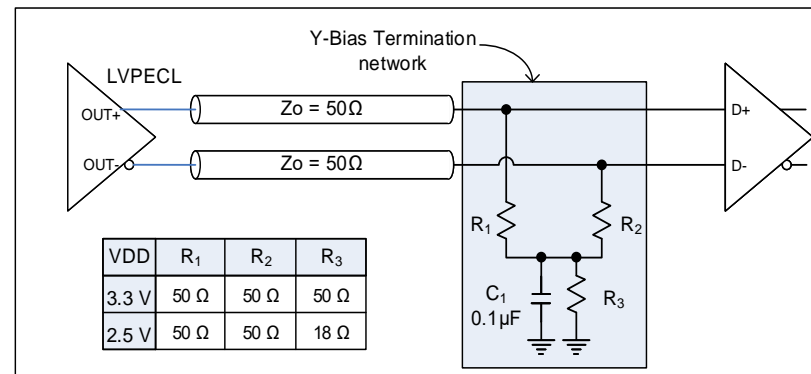 Y-Bias Termination
network
LVPECL
OUT+
Zo = 50Ω
D+
OUT-
Zo = 50Ω
D-
R1
R2
C1
0.1µF
R3
VDD R1 R2 R3
3.3 V 50 Ω 50 Ω 50 Ω
2.5 V 50 Ω 50 Ω 18 Ω